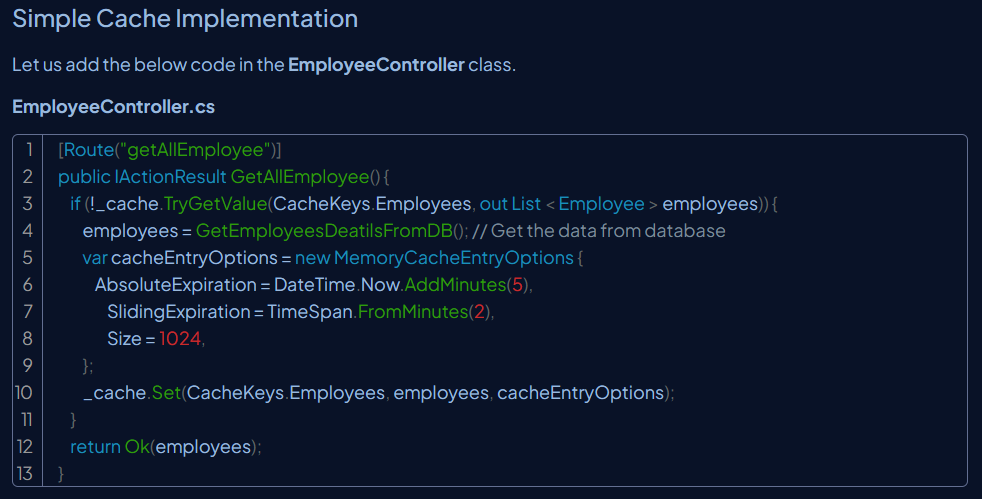 Simple Cache Implementation
Let us add the below code in the EmployeeController class.
EmployeeController.cs
1 [Route("getAllEmployee")]
2 public IActionResult GetAllEmployee() {
3 if (!_cache.TryGetValue(CacheKeys.Employees, out List < Employee > employees)) {
4 employees = GetEmployeesDeatilsFromDB(); // Get the data from database
5 var cacheEntryOptions = new MemoryCacheEntryOptions {
6 AbsoluteExpiration = DateTime.Now.AddMinutes(5),
7 SlidingExpiration = TimeSpan.FromMinutes(2),
8 Size = 1024,
9 };
10 _cache.Set(CacheKeys.Employees, employees, cacheEntryOptions);
11 }
12 return Ok(employees);
13 }